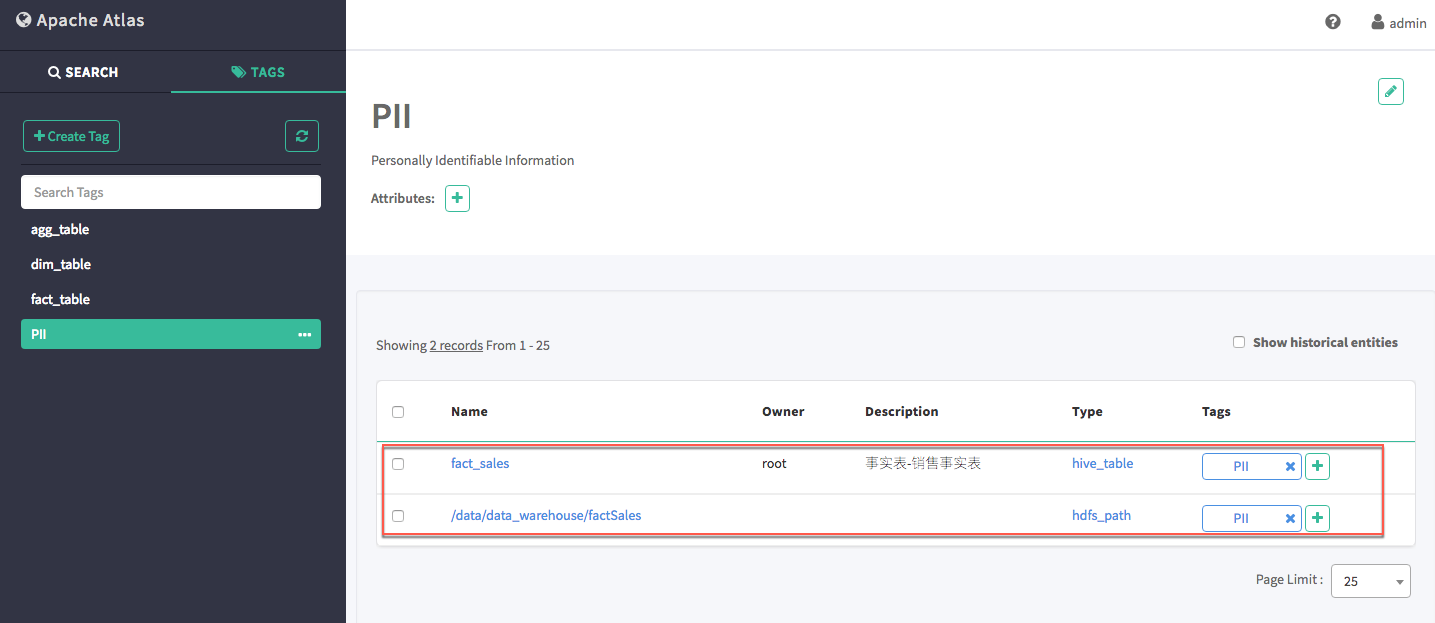 Apache Atlas
admin
SEARCH
TAGS
Create Tag
Search Tags
agg_table
dim_table
fact_table
PII
PII
Personally Identifiable Information
Attributes:
Showing 2 records From 1 - 25
Show historical entities
Name Owner Description Type Tags
fact_sales root 事实表-销售事实表 hive_table PII
/data/data_warehouse/factSales hdfs_path PII
Page Limit : 25